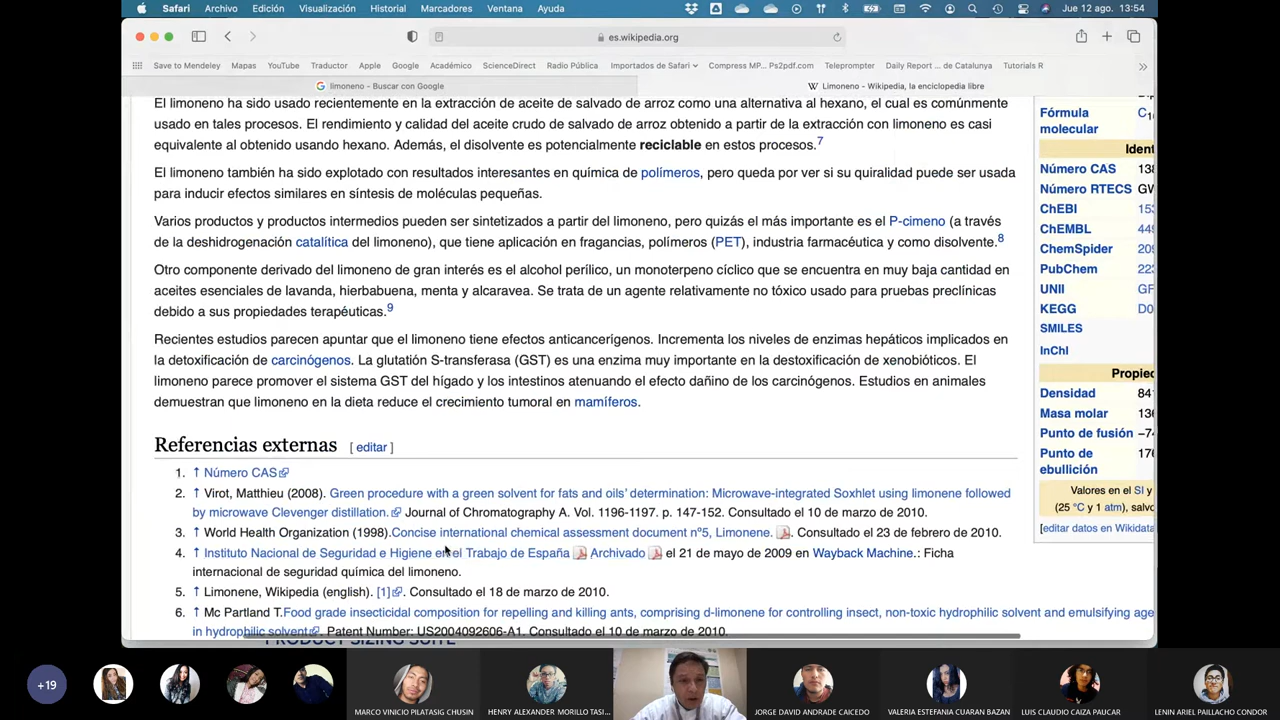 Safari Archivo Edición Visualización Historial Marcadores Ventana Ayuda Jue 12 ago. 13:54
es.wikipedia.org
Save to Mendeley Mapas YouTube Traductor Apple Google Académico ScienceDirect Radio Pública Importados de Safari Compress MP... Ps2pdf.com Teleprompter Daily Report ... de Catalunya Tutorials R
limoneno - Buscar con Google
Limoneno - Wikipedia, la enciclopedia libre
El limoneno ha sido usado recientemente en la extracción de aceite de salvado de arroz como una alternativa al hexano, el cual es comúnmente
usado en tales procesos. El rendimiento y calidad del aceite crudo de salvado de arroz obtenido a partir de la extracción con limoneno es casi
equivalente al obtenido usando hexano. Además, el disolvente es potencialmente reciclable en estos procesos.7
El limoneno también ha sido explotado con resultados interesantes en química de polímeros, pero queda por ver si su quiralidad puede ser usada
para inducir efectos similares en síntesis de moléculas pequeñas.
Varios productos y productos intermedios pueden ser sintetizados a partir del limoneno, pero quizás el más importante es el P-cimeno (a través
de la deshidrogenación catalítica del limoneno), que tiene aplicación en fragancias, polímeros (PET), industria farmacéutica y como disolvente.8
Otro componente derivado del limoneno de gran interés es el alcohol perílico, un monoterpeno cíclico que se encuentra en muy baja cantidad en
aceites esenciales de lavanda, hierbabuena, menta y alcaravea. Se trata de un agente relativamente no tóxico usado para pruebas preclínicas
debido a sus propiedades terapéuticas.9
Recientes estudios parecen apuntar que el limoneno tiene efectos anticancerígenos. Incrementa los niveles de enzimas hepáticos implicados en
la detoxificación de carcinógenos. La glutatión S-transferasa (GST) es una enzima muy importante en la destoxificación de xenobióticos. El
limoneno parece promover el sistema GST del hígado y los intestinos atenuando el efecto dañino de los carcinógenos. Estudios en animales
demuestran que limoneno en la dieta reduce el crecimiento tumoral en mamíferos.
Referencias externas [ editar ]
1. ↑ Número CAS
2. ↑ Virot, Matthieu (2008). Green procedure with a green solvent for fats and oils' determination: Microwave-integrated Soxhlet using limonene followed
by microwave Clevenger distillation. Journal of Chromatography A. Vol. 1196-1197. p. 147-152. Consultado el 10 de marzo de 2010.
3. ↑ World Health Organization (1998).Concise international chemical assessment document nº5, Limonene. . Consultado el 23 de febrero de 2010.
4. ↑ Instituto Nacional de Seguridad e Higiene en el Trabajo de España Archivado el 21 de mayo de 2009 en Wayback Machine.: Ficha
internacional de seguridad química del limoneno.
5. ↑ Limonene, Wikipedia (english). [1] . Consultado el 18 de marzo de 2010.
6. ↑ Mc Partland T.Food grade insecticidal composition for repelling and killing ants, comprising d-limonene for controlling insect, non-toxic hydrophilic solvent and emulsifying age
in hydrophilic solvent . Patent Number: US2004092606-A1. Consultado el 10 de marzo de 2010.
Fórmula C10
molecular
Ident
Número CAS 138
Número RTECS GW
ChEBI 153
ChEMBL 449
ChemSpider 209
PubChem 223
UNII GF
KEGG D0
SMILES
InChI
Propied
Densidad 841
Masa molar 136
Punto de fusión −74
Punto de 176
ebullición
Valores en el SI y
(25 °C y 1 atm), salvo
[editar datos en Wikidata
PRODUCT SIZING SUITE
+19
MARCO VINICIO PILATASIG CHUSIN
HENRY ALEXANDER MORILLO TASI...
JORGE DAVID ANDRADE CAICEDO
VALERIA ESTEFANIA CUARAN BAZAN
LUIS CLAUDIO CAIZA PAUCAR
LENIN ARIEL PAILLACHO CONDOR